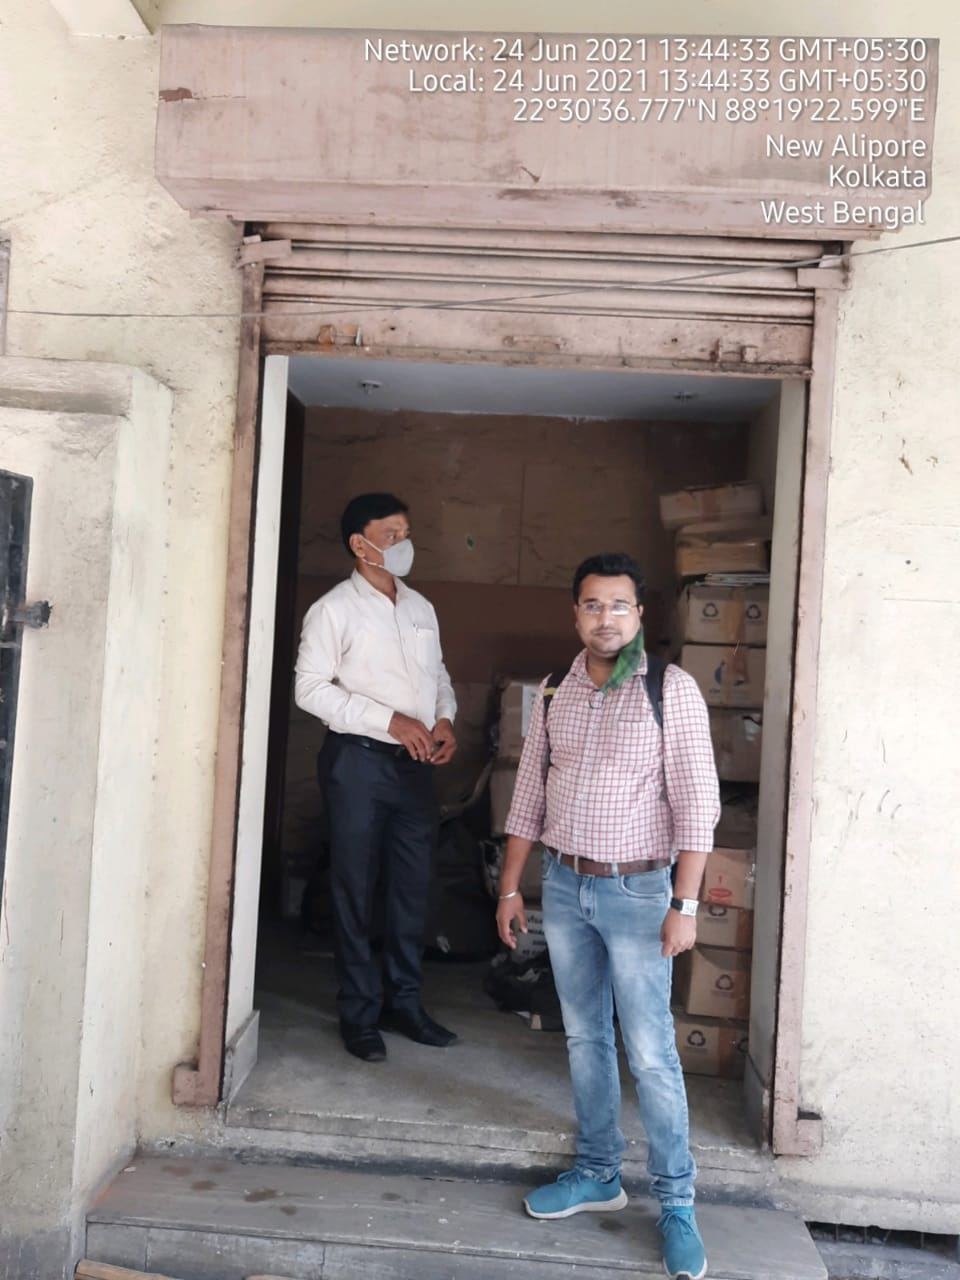 Network: 24 Jun 2021 13:44:33 GMT+05:30
Local: 24 Jun 2021 13:44:33 GMT+05:30
22°30'36.777"N 88°19'22.599"E
New Alipore
Kolkata
West Bengal